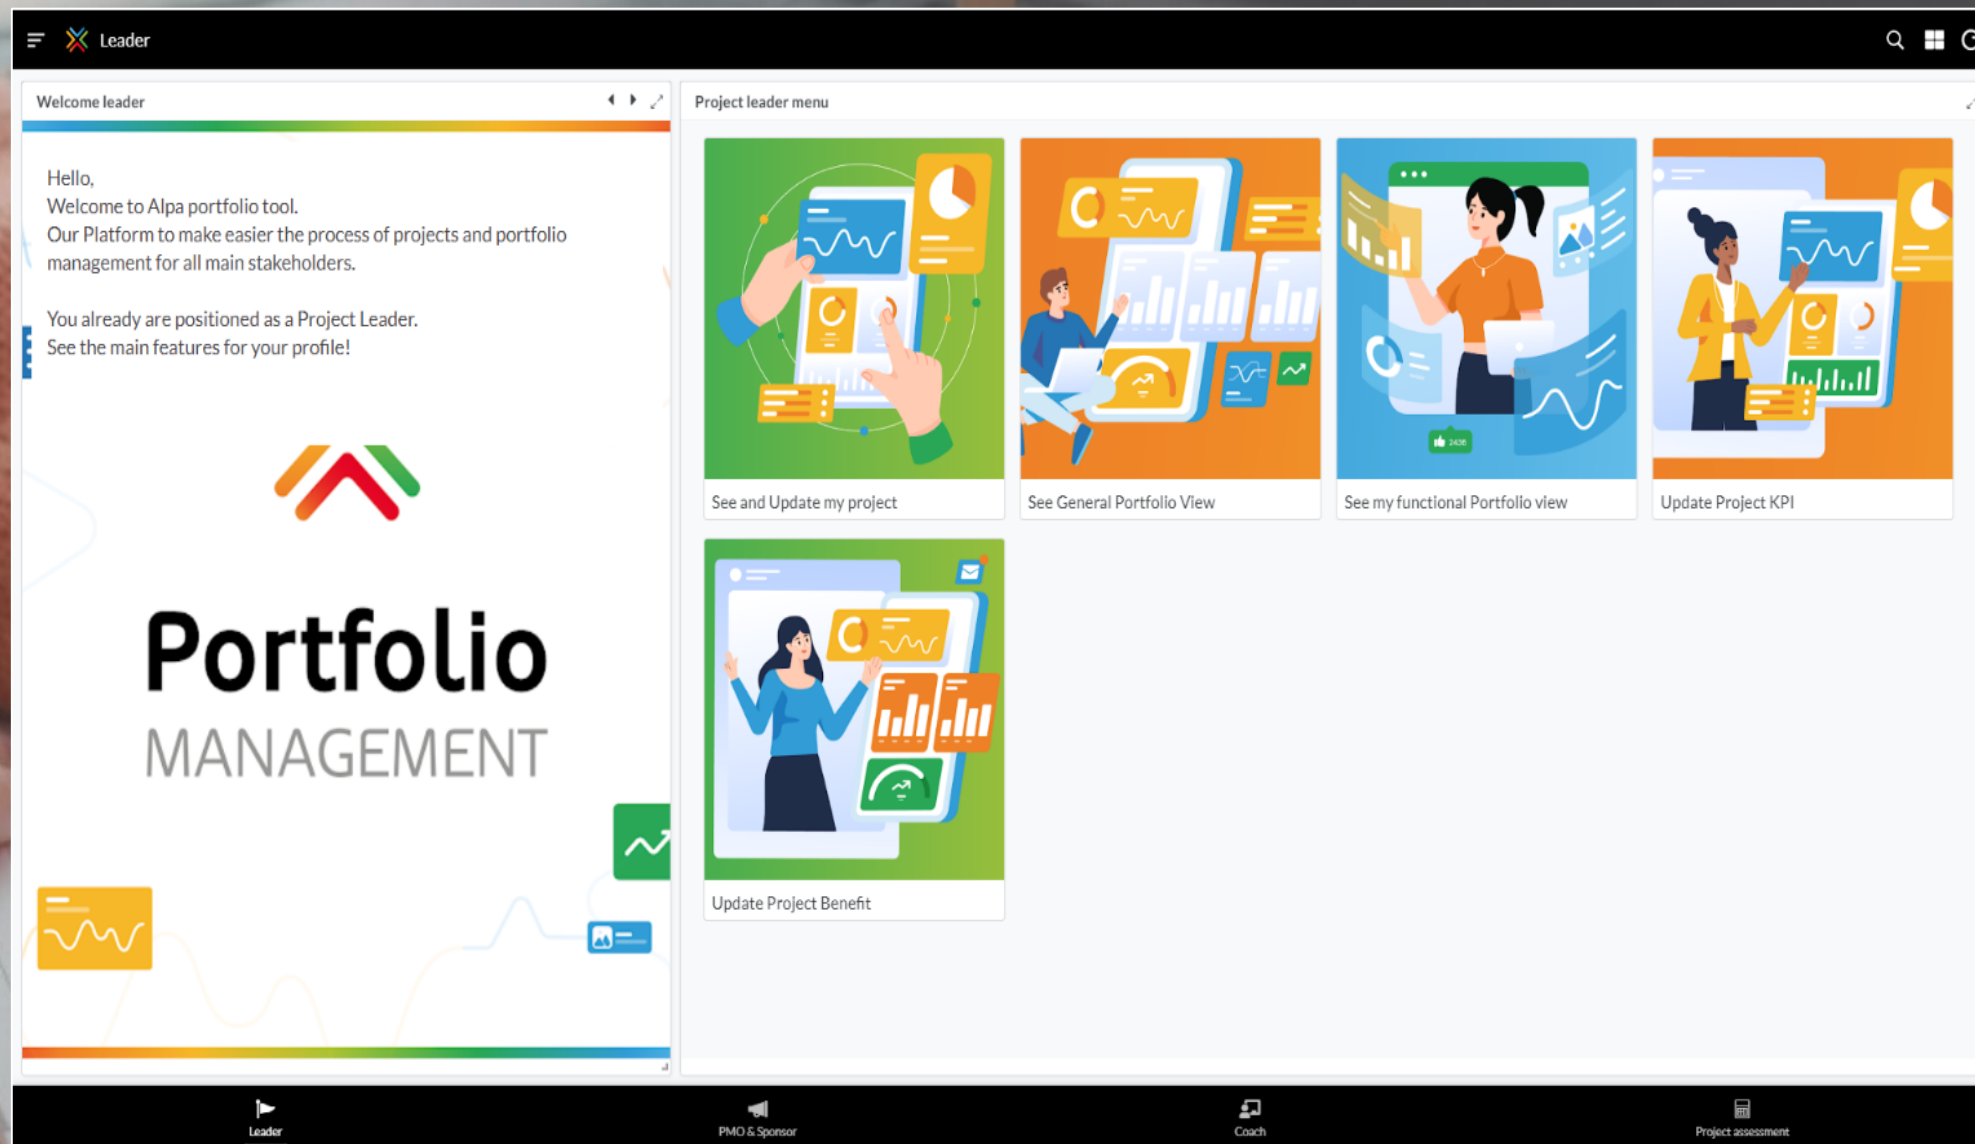 Leader
Welcome leader
Project leader menu
Hello,
Welcome to Alpa portfolio tool.
Our Platform to make easier the process of projects and portfolio
management for all main stakeholders.
You already are positioned as a Project Leader.
See the main features for your profile!
Portfolio
MANAGEMENT
2436
See and Update my project
See General Portfolio View
See my functional Portfolio view
Update Project KPI
Update Project Benefit
Leader
PMO & Sponsor
Coach
Project assessment